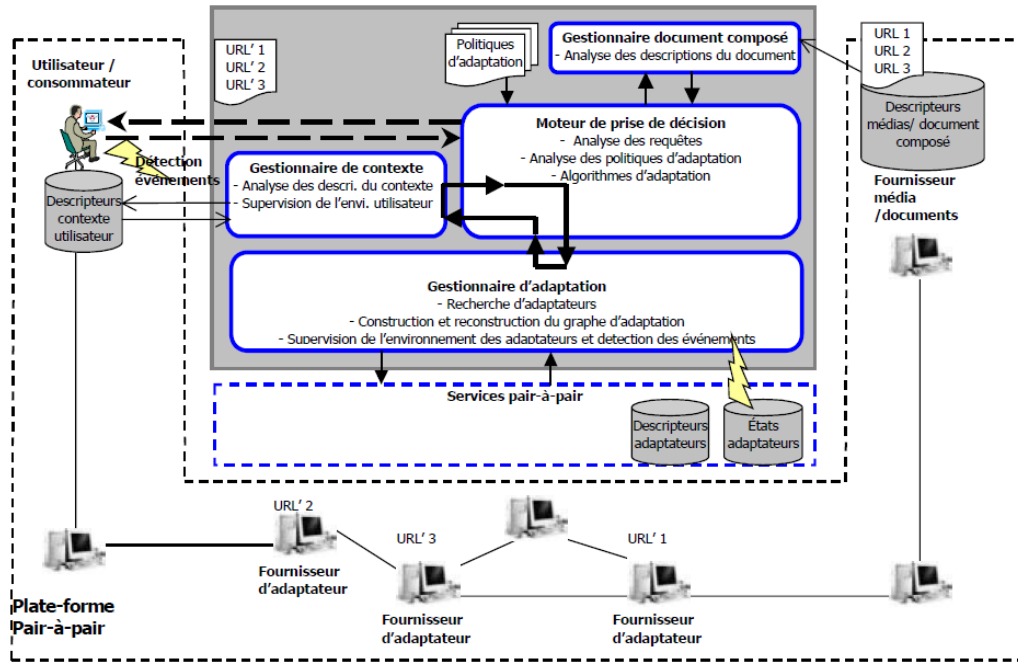 Utilisateur /
consommateur
URL' 1
URL' 2
URL' 3
Politiques
d'adaptation
Gestionnaire document composé
- Analyse des descriptions du document
URL 1
URL 2
URL 3
Descripteurs
médias/ document
composé
Fournisseur
média
/documents
Moteur de prise de décision
- Analyse des requêtes
- Analyse des politiques d'adaptation
- Algorithmes d'adaptation
Détection
événements
Gestionnaire de contexte
- Analyse des descri. du contexte
- Supervision de l'envi. utilisateur
Descripteurs
contexte
utilisateur
Gestionnaire d'adaptation
- Recherche d'adaptateurs
- Construction et reconstruction du graphe d'adaptation
- Supervision de l'environnement des adaptateurs et detection des événements
Services pair-à-pair
Descripteurs
adaptateurs
États
adaptateurs
URL' 2
URL' 3
URL' 1
Fournisseur
d'adaptateur
Fournisseur
d'adaptateur
Fournisseur
d'adaptateur
Plate-forme
Pair-à-pair